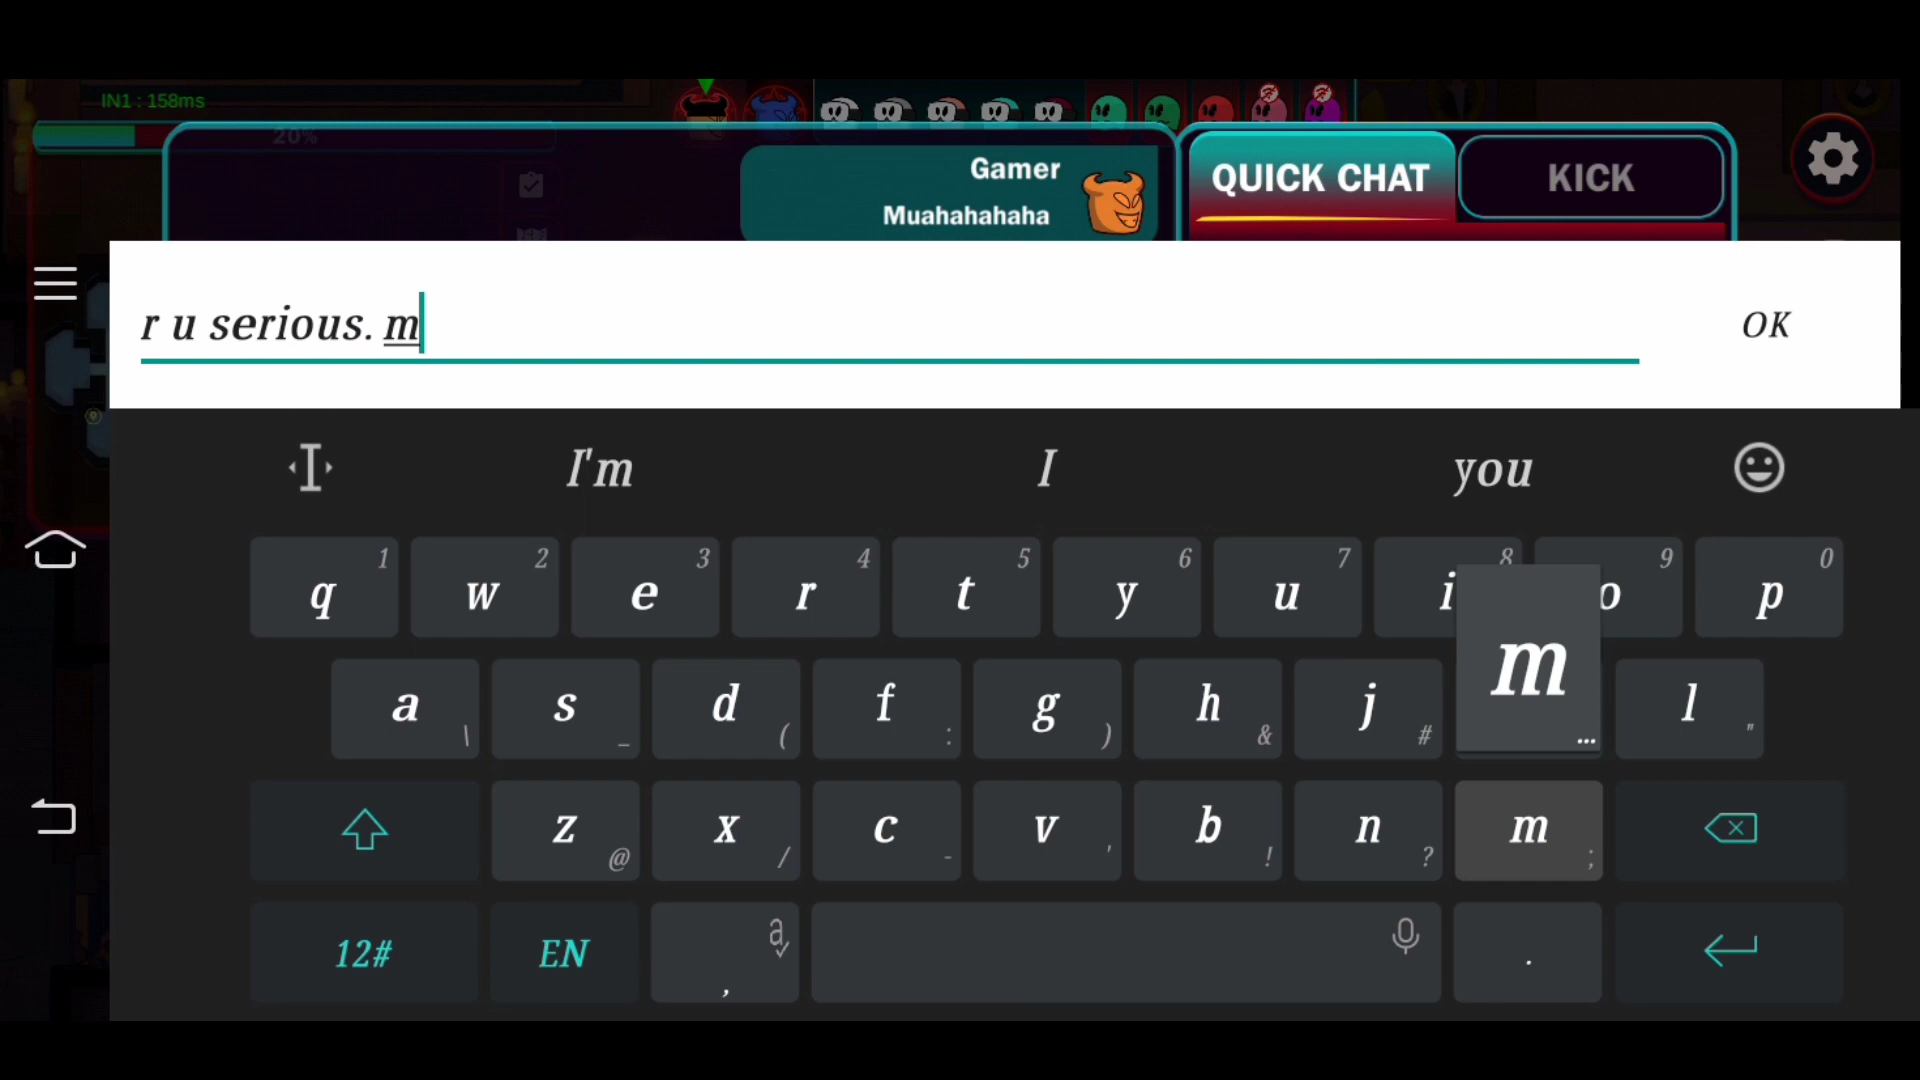 IN1 : 158ms
20%
Gamer
Muahahahaha
QUICK CHAT
KICK
r u serious. m
OK
I'm I you
q 1 w 2 e 3 r 4 t 5 y 6 u 7 i 8 o 9 p 0
a \ s _ d ( f : g ) h & j # m ... l "
z @ x / c - v ' b ! n ? m ;
12# EN a , .